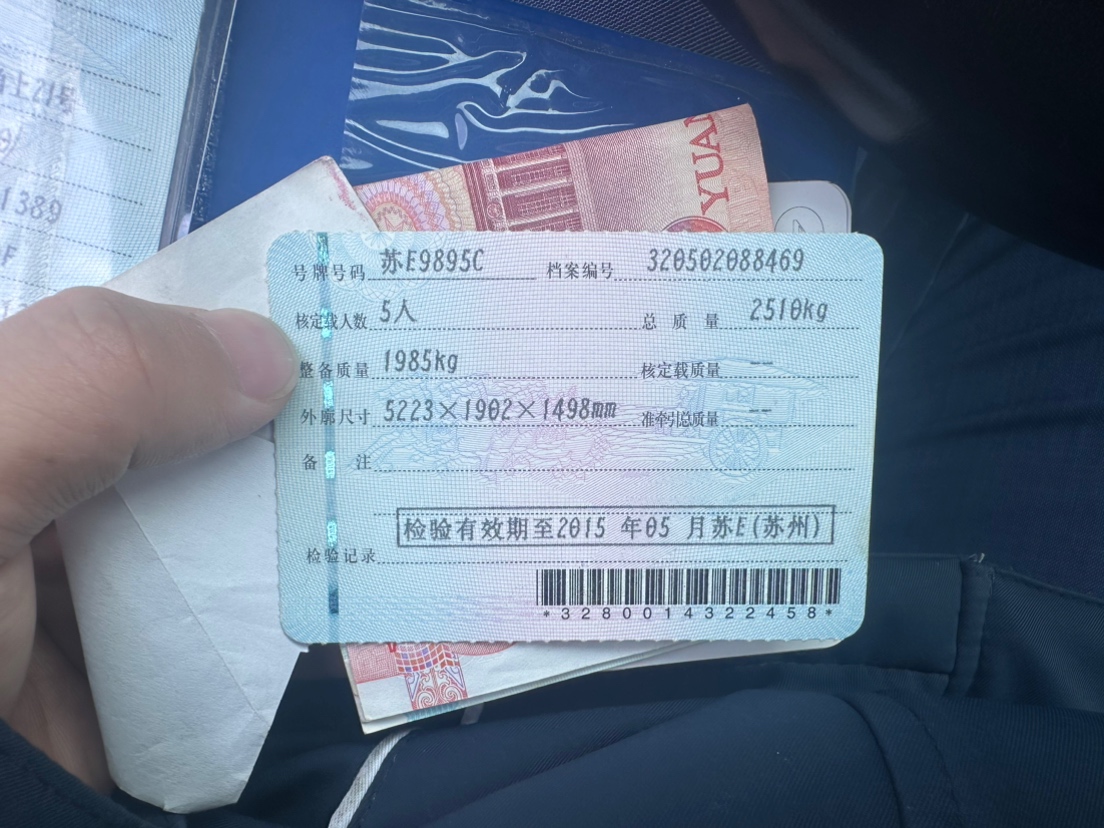 号牌号码 苏E9895C 档案编号 320502088469
核定载人数 5人 总质量 2510kg
整备质量 1985kg 核定载质量 --
外廓尺寸 5223×1902×1498mm 准牵引总质量 --
备注
检验有效期至2015 年05 月苏E(苏州)
检验记录
*3280014322458*
YUAN
1389